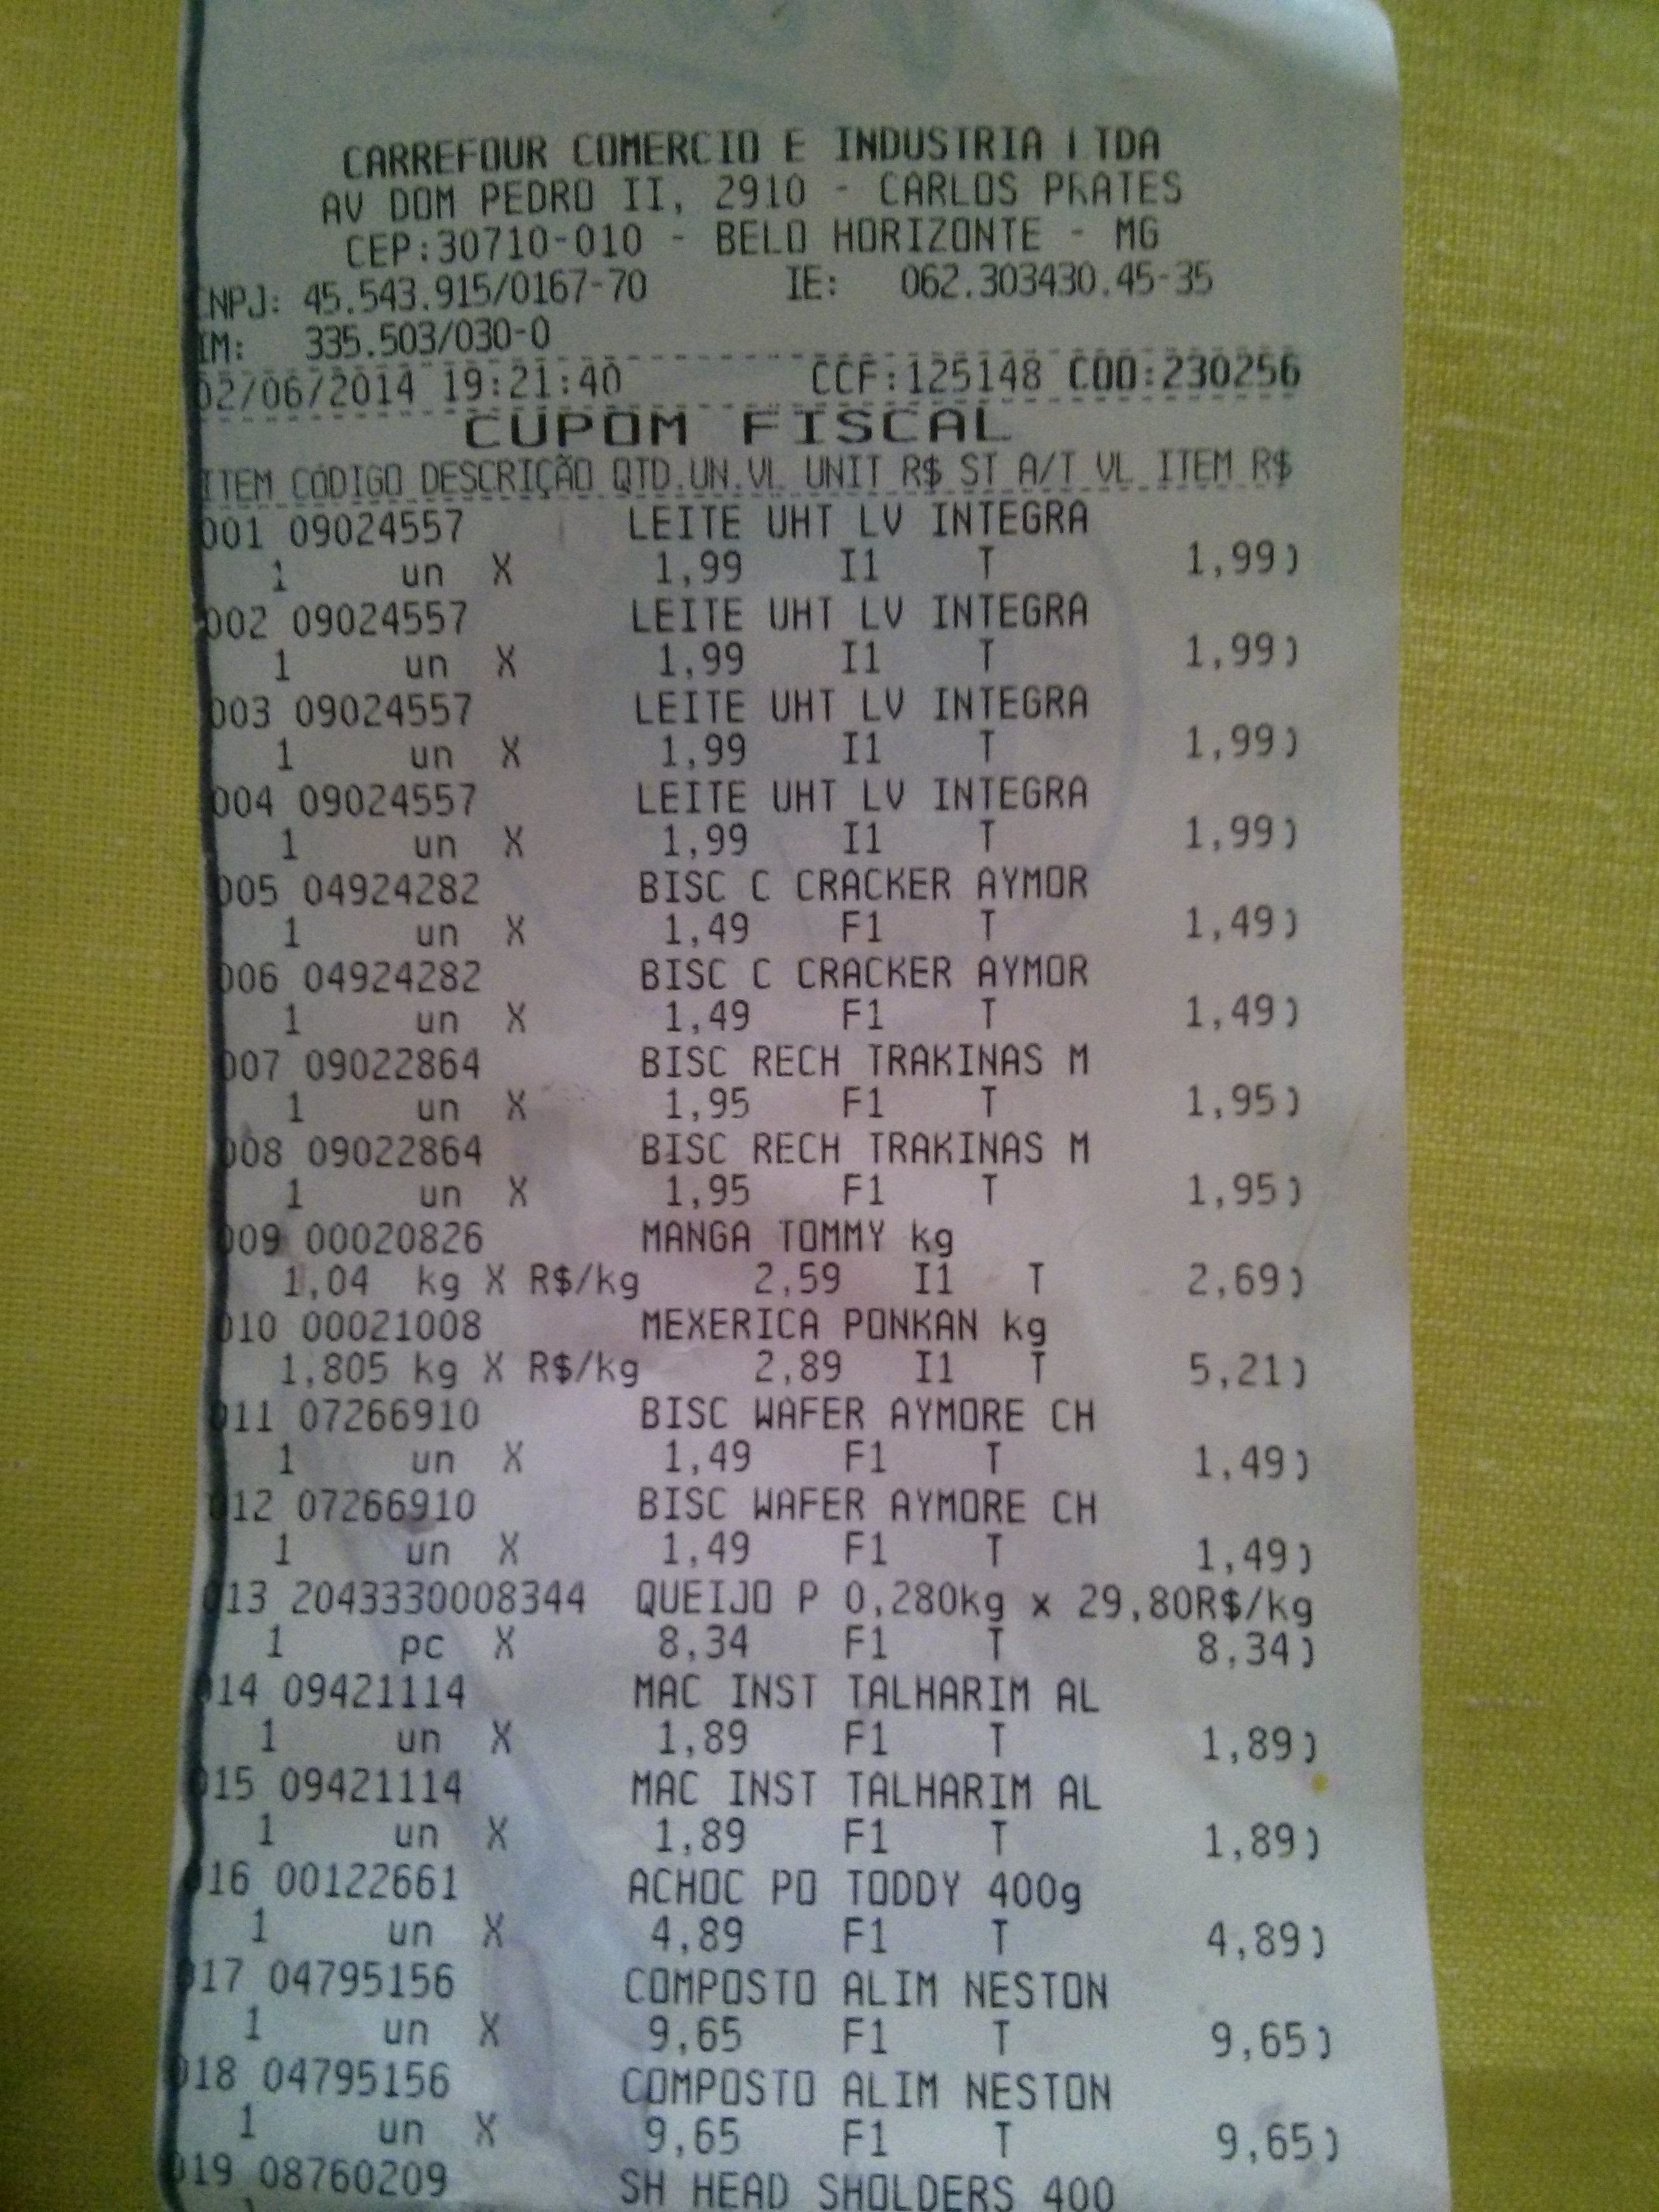 CARREFOUR COMERCIO E INDUSTRIA LTDA
AV DOM PEDRO II, 2910 - CARLOS PRATES
CEP:30710-010 - BELO HORIZONTE - MG
CNPJ: 45.543.915/0167-70 IE: 062.303430.45-35
IM: 335.503/030-0
02/06/2014 19:21:40 CCF:125148 COO:230256
CUPOM FISCAL
ITEM CÓDIGO DESCRIÇÃO QTD.UN.VL UNIT R$ ST A/T VL ITEM R$
001 09024557 LEITE UHT LV INTEGRA
1 un X 1,99 I1 T 1,99)
002 09024557 LEITE UHT LV INTEGRA
1 un X 1,99 I1 T 1,99)
003 09024557 LEITE UHT LV INTEGRA
1 un X 1,99 I1 T 1,99)
004 09024557 LEITE UHT LV INTEGRA
1 un X 1,99 I1 T 1,99)
005 04924282 BISC C CRACKER AYMOR
1 un X 1,49 F1 T 1,49)
006 04924282 BISC C CRACKER AYMOR
1 un X 1,49 F1 T 1,49)
007 09022864 BISC RECH TRAKINAS M
1 un X 1,95 F1 T 1,95)
008 09022864 BISC RECH TRAKINAS M
1 un X 1,95 F1 T 1,95)
009 00020826 MANGA TOMMY kg
1,04 kg X R$/kg 2,59 I1 T 2,69)
010 00021008 MEXERICA PONKAN kg
1,805 kg X R$/kg 2,89 I1 T 5,21)
011 07266910 BISC WAFER AYMORE CH
1 un X 1,49 F1 T 1,49)
012 07266910 BISC WAFER AYMORE CH
1 un X 1,49 F1 T 1,49)
013 2043330008344 QUEIJO P 0,280kg x 29,80R$/kg
1 pc X 8,34 F1 T 8,34)
014 09421114 MAC INST TALHARIM AL
1 un X 1,89 F1 T 1,89)
015 09421114 MAC INST TALHARIM AL
1 un X 1,89 F1 T 1,89)
016 00122661 ACHOC PO TODDY 400g
1 un X 4,89 F1 T 4,89)
017 04795156 COMPOSTO ALIM NESTON
1 un X 9,65 F1 T 9,65)
018 04795156 COMPOSTO ALIM NESTON
1 un X 9,65 F1 T 9,65)
019 08760209 SH HEAD SHOLDERS 400